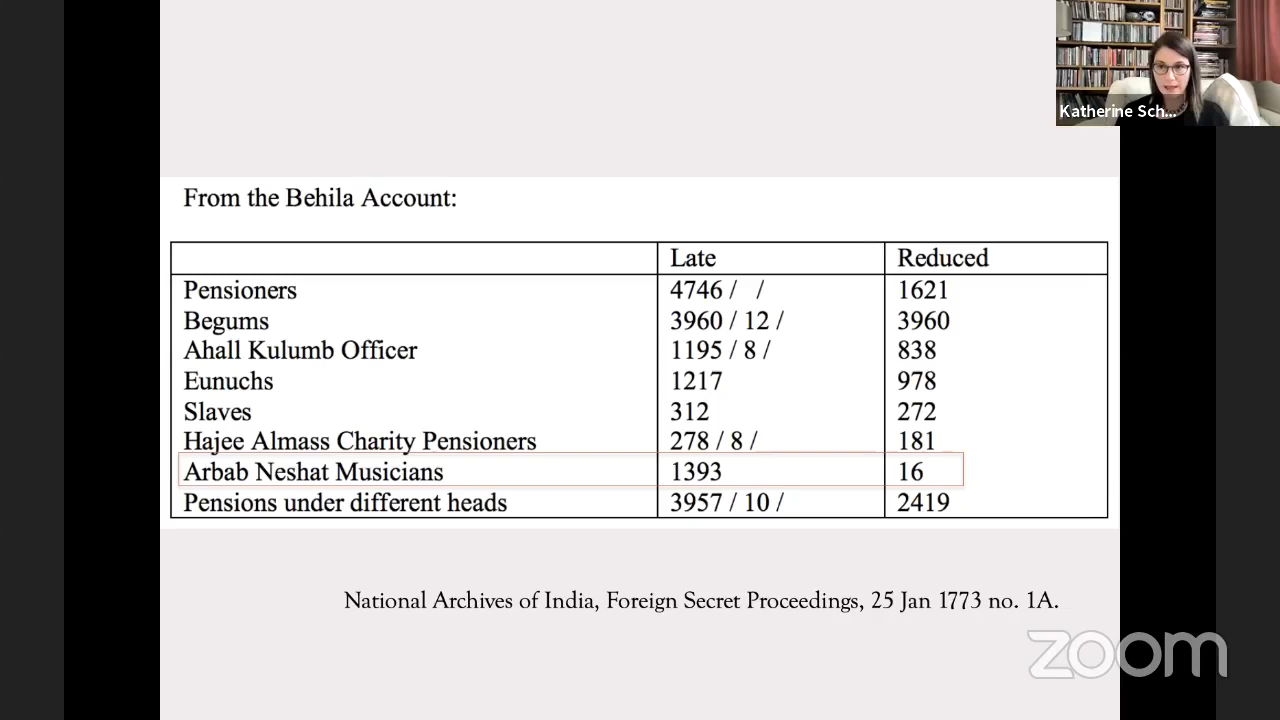 Katherine Sch...
From the Behila Account:
Late Reduced
Pensioners 4746 / / 1621
Begums 3960 / 12 / 3960
Ahall Kulumb Officer 1195 / 8 / 838
Eunuchs 1217 978
Slaves 312 272
Hajee Almass Charity Pensioners 278 / 8 / 181
Arbab Neshat Musicians 1393 16
Pensions under different heads 3957 / 10 / 2419
National Archives of India, Foreign Secret Proceedings, 25 Jan 1773 no. 1A.
zoom